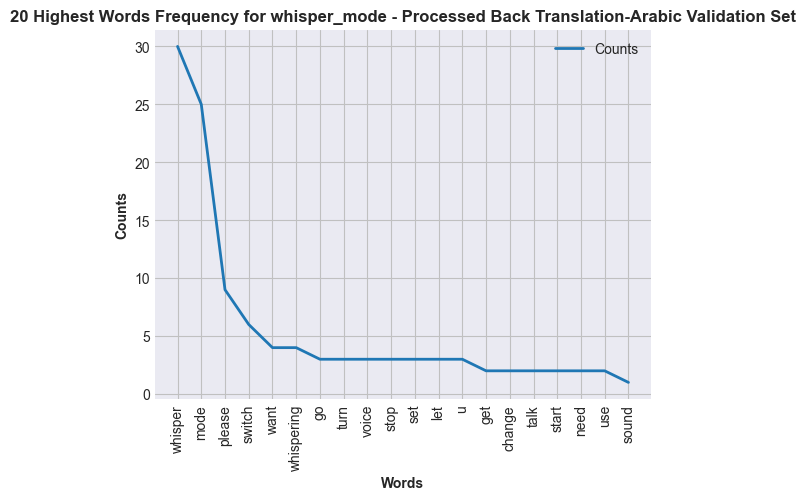 20 Highest Words Frequency for whisper_mode - Processed Back Translation-Arabic Validation Set
Counts
30
25
20
15
10
5
0
Counts
whisper
mode
please
switch
want
whispering
go
turn
voice
stop
set
let
u
get
change
talk
start
need
use
sound
Words